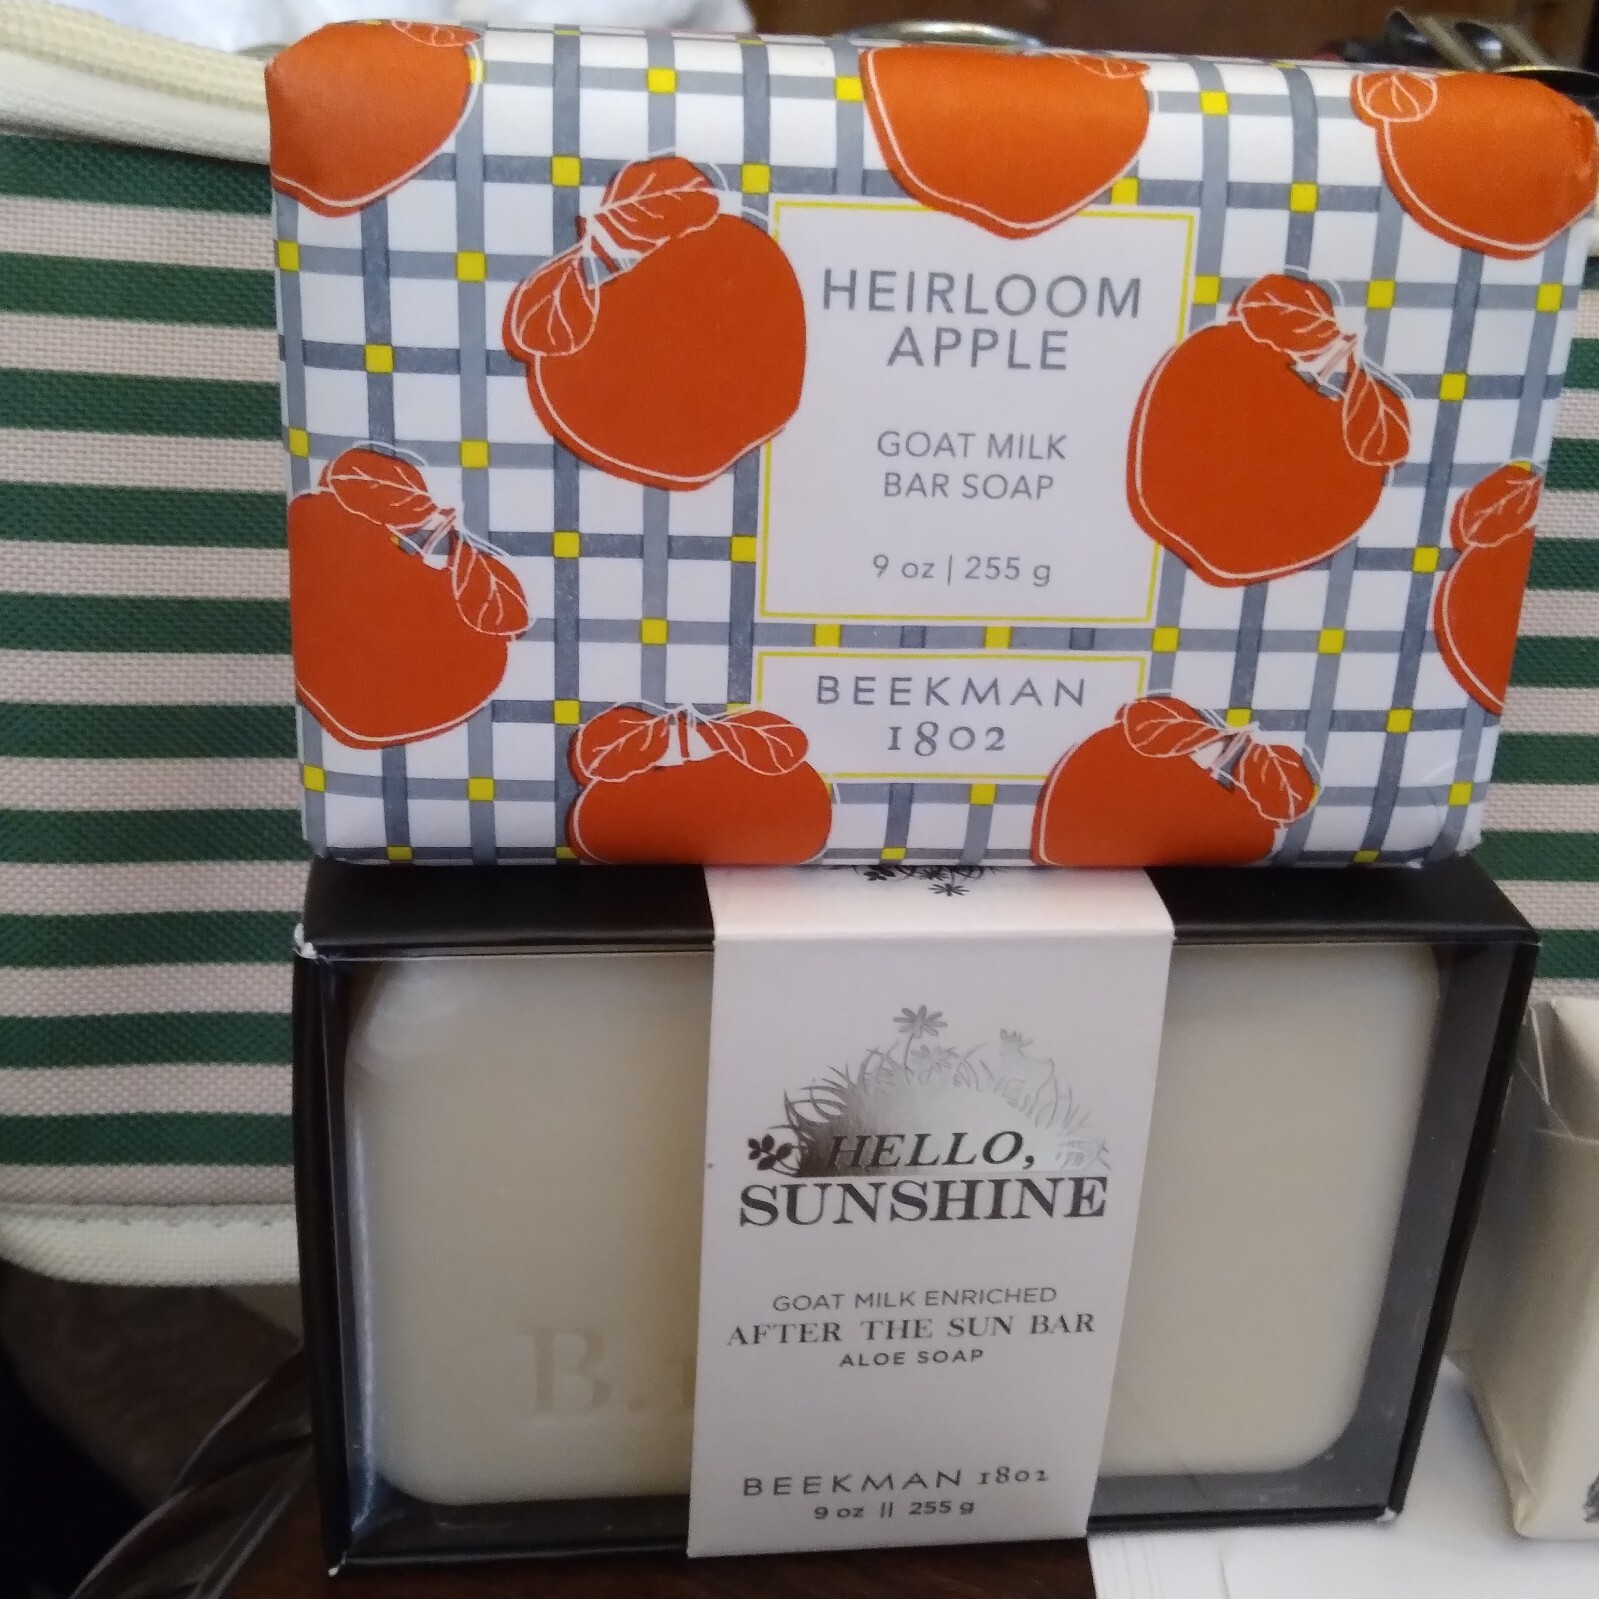 HEIRLOOM
APPLE
GOAT MILK
BAR SOAP
9 oz | 255 g
BEEKMAN
1802
HELLO,
SUNSHINE
GOAT MILK ENRICHED
AFTER THE SUN BAR
ALOE SOAP
BEEKMAN 1802
9 oz || 255 g
B.